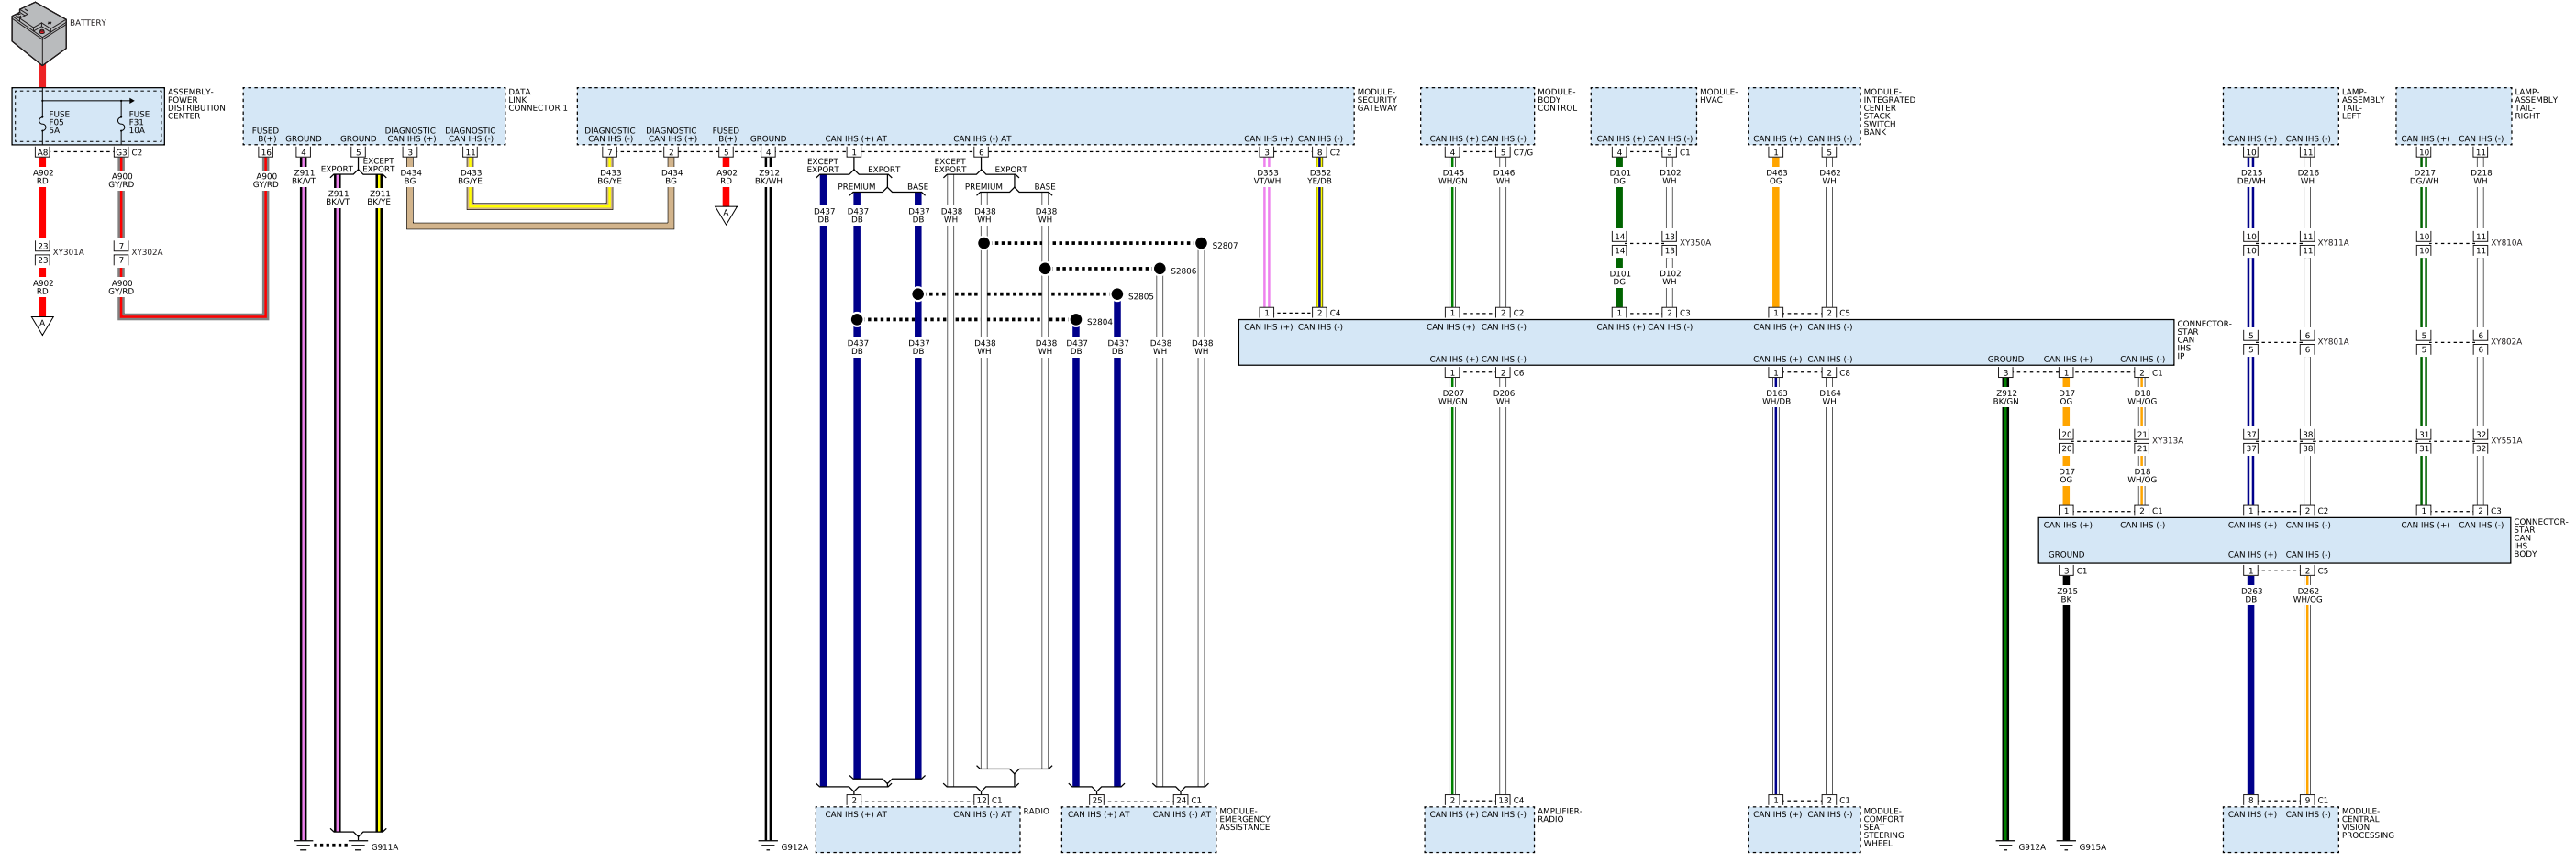 BATTERY
ASSEMBLY-
POWER
DISTRIBUTION
CENTER
FUSE
F05
5A
FUSE
F31
10A
A8
G3
C2
A902
RD
A900
GY/RD
23
23
XY301A
7
7
XY302A
A902
RD
A900
GY/RD
A
DATA
LINK
CONNECTOR 1
FUSED
B(+)
GROUND
GROUND
DIAGNOSTIC
CAN IHS (+)
DIAGNOSTIC
CAN IHS (-)
16
4
5
3
11
A900
GY/RD
Z911
BK/VT
EXPORT
EXCEPT
EXPORT
Z911
BK/VT
Z911
BK/YE
D434
BG
D433
BG/YE
G911A
MODULE-
SECURITY
GATEWAY
DIAGNOSTIC
CAN IHS (-)
DIAGNOSTIC
CAN IHS (+)
FUSED
B(+)
GROUND
CAN IHS (+) AT
CAN IHS (-) AT
CAN IHS (+)
CAN IHS (-)
7
2
5
4
1
6
3
8
C2
D433
BG/YE
D434
BG
A902
RD
A
Z912
BK/WH
G912A
EXCEPT
EXPORT
EXPORT
PREMIUM
BASE
EXCEPT
EXPORT
EXPORT
PREMIUM
BASE
D437
DB
D437
DB
D437
DB
D438
WH
D438
WH
D438
WH
S2807
S2806
S2805
S2804
D437
DB
D437
DB
D438
WH
D438
WH
D437
DB
D437
DB
D438
WH
D438
WH
2
12
C1
RADIO
CAN IHS (+) AT
CAN IHS (-) AT
25
24
C1
MODULE-
EMERGENCY
ASSISTANCE
CAN IHS (+) AT
CAN IHS (-) AT
D353
VT/WH
D352
YE/DB
1
2
C4
MODULE-
BODY
CONTROL
CAN IHS (+)
CAN IHS (-)
4
5
C7/G
D145
WH/GN
D146
WH
1
2
C2
MODULE-
HVAC
CAN IHS (+)
CAN IHS (-)
4
5
C1
D101
DG
D102
WH
14
13
14
13
XY350A
D101
DG
D102
WH
1
2
C3
MODULE-
INTEGRATED
CENTER
STACK
SWITCH
BANK
CAN IHS (+)
CAN IHS (-)
1
5
D463
OG
D462
WH
1
2
C5
CONNECTOR-
STAR
CAN
IHS
IP
CAN IHS (+)
CAN IHS (-)
CAN IHS (+)
CAN IHS (-)
CAN IHS (+)
CAN IHS (-)
CAN IHS (+)
CAN IHS (-)
CAN IHS (+)
CAN IHS (-)
CAN IHS (+)
CAN IHS (-)
GROUND
CAN IHS (+)
CAN IHS (-)
1
2
C6
D207
WH/GN
D206
WH
2
13
C4
AMPLIFIER-
RADIO
CAN IHS (+)
CAN IHS (-)
1
2
C8
D163
WH/DB
D164
WH
1
2
C1
MODULE-
COMFORT
SEAT
STEERING
WHEEL
CAN IHS (+)
CAN IHS (-)
3
1
2
C1
Z912
BK/GN
D17
OG
D18
WH/OG
20
21
20
21
XY313A
D17
OG
D18
WH/OG
1
2
C1
G912A
LAMP-
ASSEMBLY
TAIL-
LEFT
CAN IHS (+)
CAN IHS (-)
10
11
D215
DB/WH
D216
WH
10
11
10
11
XY811A
5
6
5
6
XY801A
37
38
37
38
1
2
C2
LAMP-
ASSEMBLY
TAIL-
RIGHT
CAN IHS (+)
CAN IHS (-)
10
11
D217
DG/WH
D218
WH
10
11
10
11
XY810A
5
6
5
6
XY802A
31
32
31
32
XY551A
1
2
C3
CONNECTOR-
STAR
CAN
IHS
BODY
CAN IHS (+)
CAN IHS (-)
CAN IHS (+)
CAN IHS (-)
CAN IHS (+)
CAN IHS (-)
GROUND
CAN IHS (+)
CAN IHS (-)
3
C1
Z915
BK
G915A
1
2
C5
D263
DB
D262
WH/OG
8
9
C1
MODULE-
CENTRAL
VISION
PROCESSING
CAN IHS (+)
CAN IHS (-)